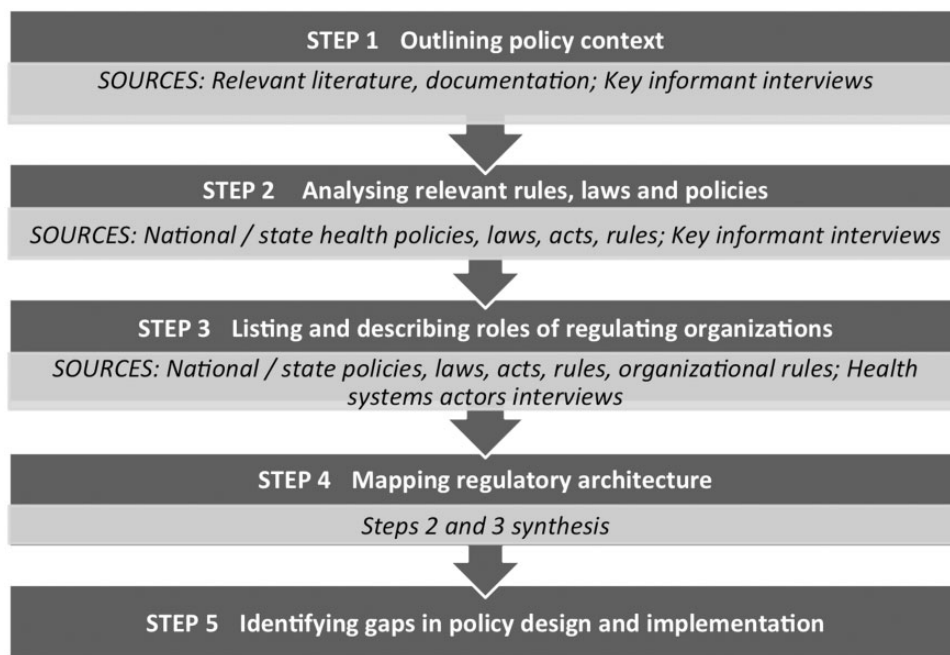 STEP 1 Outlining policy context
SOURCES: Relevant literature, documentation; Key informant interviews
STEP 2 Analysing relevant rules, laws and policies
SOURCES: National / state health policies, laws, acts, rules; Key informant interviews
STEP 3 Listing and describing roles of regulating organizations
SOURCES: National / state policies, laws, acts, rules, organizational rules; Health
systems actors interviews
STEP 4 Mapping regulatory architecture
Steps 2 and 3 synthesis
STEP 5 Identifying gaps in policy design and implementation